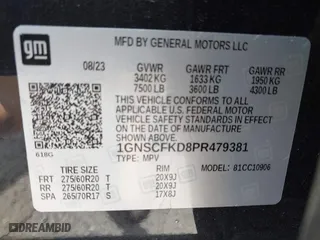 gm
MFD BY GENERAL MOTORS LLC
08/23 GVWR GAWR FRT GAWR RR
3402 KG 1633 KG 1950 KG
7500 LB 3600 LB 4300 LB
THIS VEHICLE CONFORMS TO ALL APPLICABLE
U.S. FEDERAL MOTOR VEHICLE SAFETY
STANDARDS IN EFFECT ON THE DATE OF
MANUFACTURE SHOWN ABOVE.
1GNSCFKD8PR479381
618G TYPE: MPV
TIRE SIZE RIM MODEL: 81CC10906
FRT 275/60R20 T 20X9J
RR 275/60R20 T 20X9J
SPA 265/70R17 S 17X8J
© DYEAUTOBID